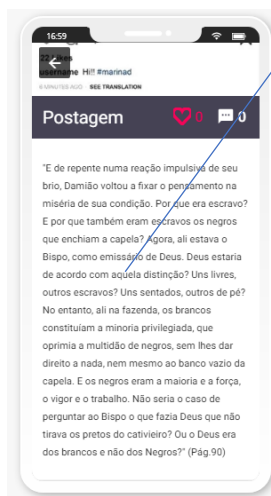 16:59
22 Likes
username Hi!! #marinad
MINUTES AGO SEE TRANSLATION
Postagem 0 0
"E de repente numa reação impulsiva de seu
brio, Damião voltou a fixar o pensamento na
miséria de sua condição. Por que era escravo?
E por que também eram escravos os negros
que enchiam a capela? Agora, ali estava o
Bispo, como emissário de Deus. Deus estaria
de acordo com aquela distinção? Uns livres,
outros escravos? Uns sentados, outros de pé?
No entanto, ali na fazenda, os brancos
constituíam a minoria privilegiada, que
oprimia a multidão de negros, sem lhes dar
direito a nada, nem mesmo ao banco vazio da
capela. E os negros eram a maioria e a força,
o vigor e o trabalho. Não seria o caso de
perguntar ao Bispo o que fazia Deus que não
tirava os pretos do cativieiro? Ou o Deus era
dos brancos e não dos Negros?" (Pág.90)